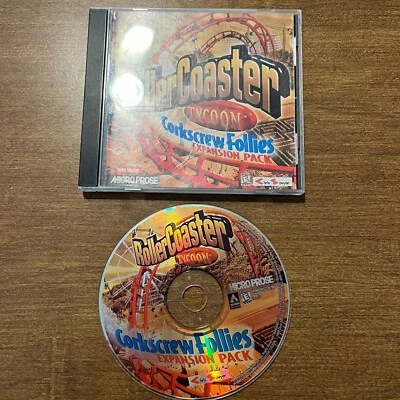 RollerCoaster
TYCOON
Corkscrew Follies
EXPANSION PACK
MICRO PROSE
RollerCoaster
TYCOON
MICRO PROSE
Corkscrew Follies
EXPANSION PACK